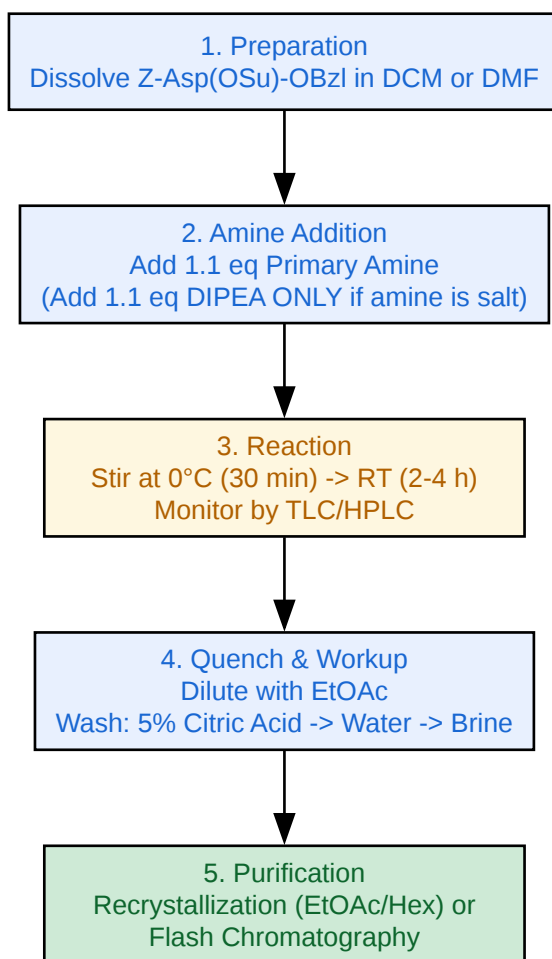 1. Preparation
Dissolve Z-Asp(OSu)-OBzl in DCM or DMF
2. Amine Addition
Add 1.1 eq Primary Amine
(Add 1.1 eq DIPEA ONLY if amine is salt)
3. Reaction
Stir at 0°C (30 min) -> RT (2-4 h)
Monitor by TLC/HPLC
4. Quench & Workup
Dilute with EtOAc
Wash: 5% Citric Acid -> Water -> Brine
5. Purification
Recrystallization (EtOAc/Hex) or
Flash Chromatography